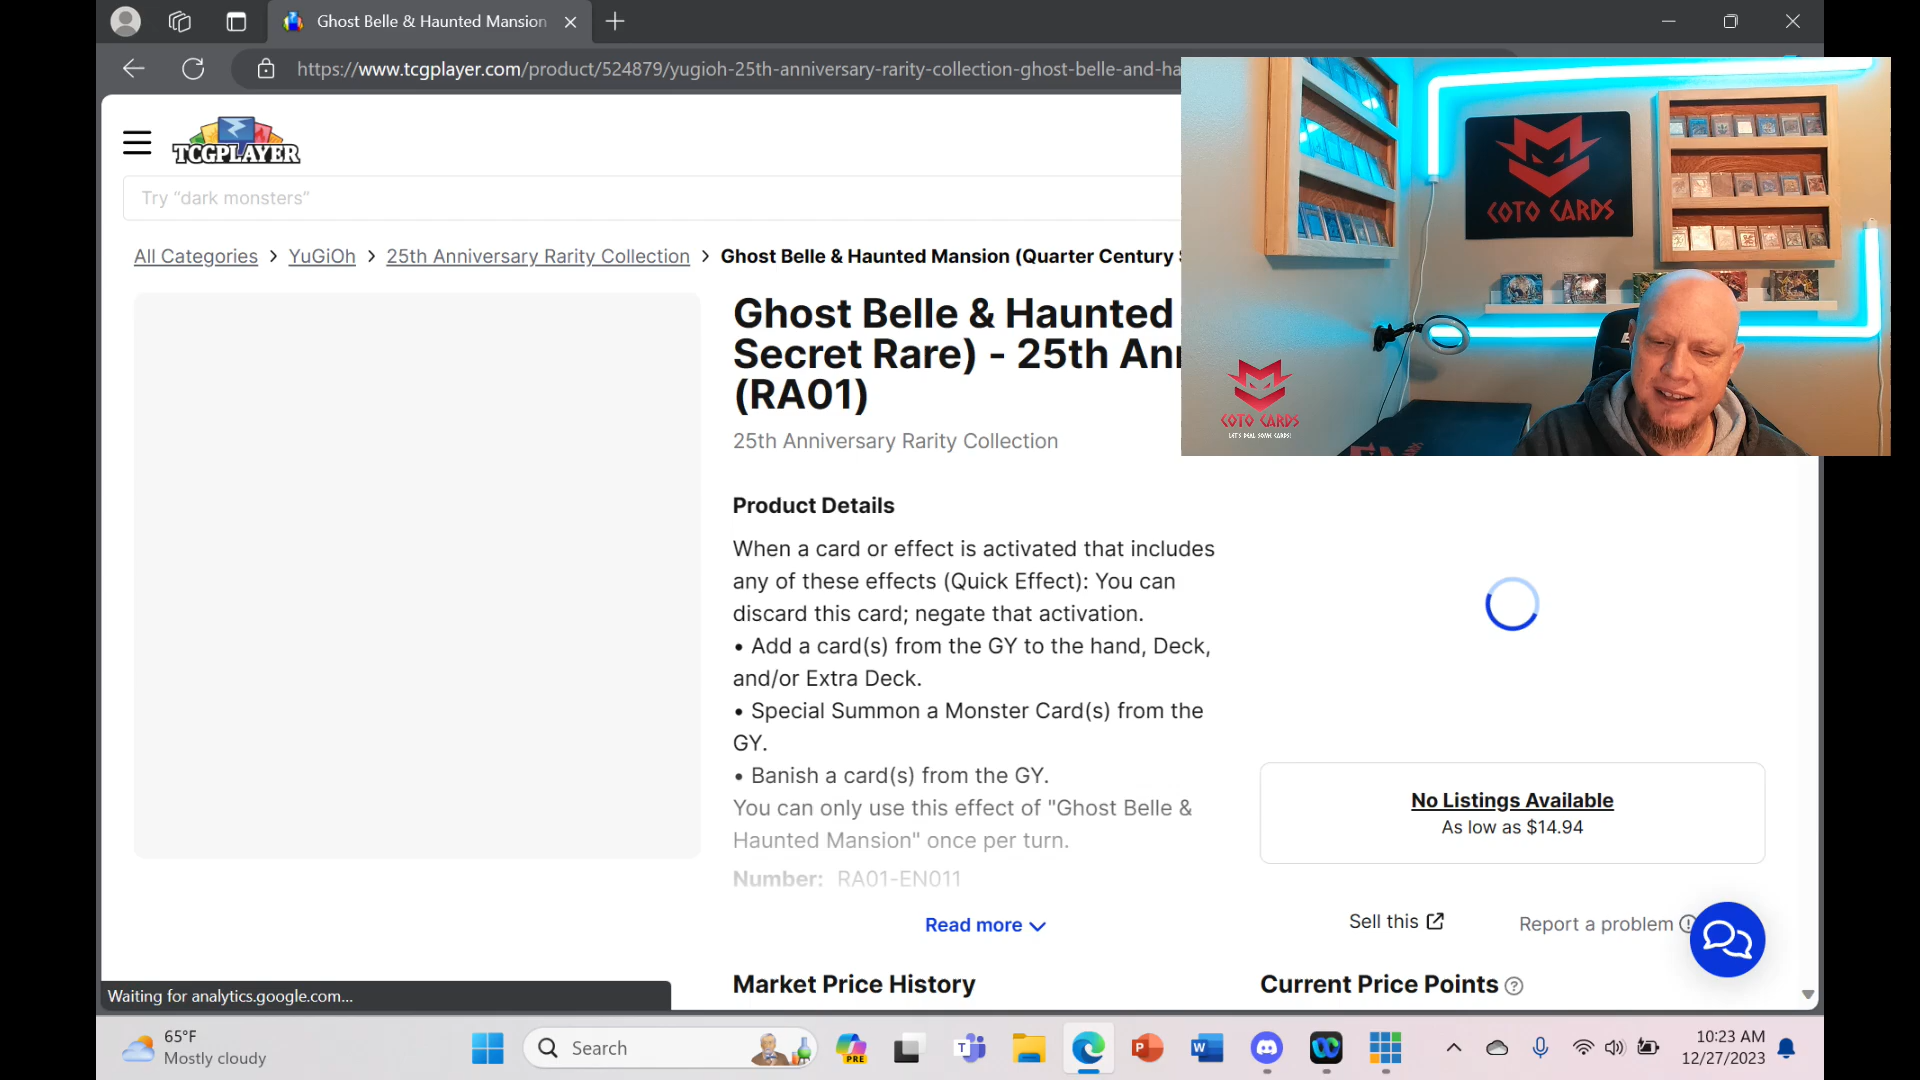 Ghost Belle & Haunted Mansion
https://www.tcgplayer.com/product/524879/yugioh-25th-anniversary-rarity-collection-ghost-belle-and-ha
TCGPLAYER
Try “dark monsters”
All Categories > YuGiOh > 25th Anniversary Rarity Collection > Ghost Belle & Haunted Mansion (Quarter Century S
Ghost Belle & Haunted
Secret Rare) - 25th An
(RA01)
25th Anniversary Rarity Collection
COTO CARDS
COTO CARDS
LET'S DEAL SOME CARDS!
Product Details
When a card or effect is activated that includes
any of these effects (Quick Effect): You can
discard this card; negate that activation.
• Add a card(s) from the GY to the hand, Deck,
and/or Extra Deck.
• Special Summon a Monster Card(s) from the
GY.
• Banish a card(s) from the GY.
You can only use this effect of "Ghost Belle &
Haunted Mansion" once per turn.
Number: RA01-EN011
Read more
No Listings Available
As low as $14.94
Sell this
Report a problem
Market Price History
Current Price Points
Waiting for analytics.google.com...
65°F
Mostly cloudy
Search
PRE
10:23 AM
12/27/2023